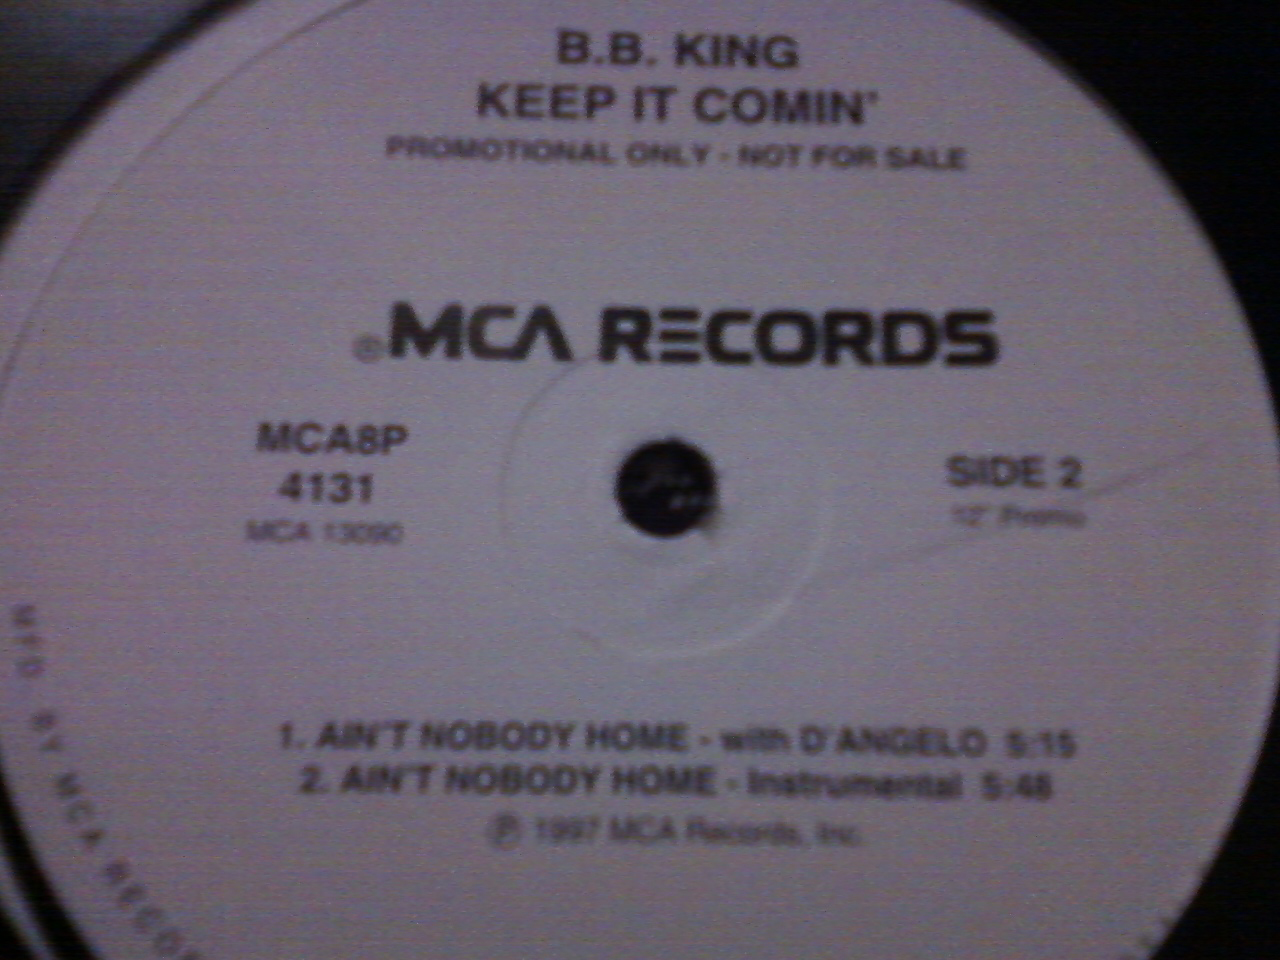 B.B. KING
KEEP IT COMIN'
PROMOTIONAL ONLY - NOT FOR SALE
®MCA RECORDS
MCA8P
4131
MCA 13090
SIDE 2
12" Promo
1. AIN'T NOBODY HOME - with D'ANGELO 5:15
2. AIN'T NOBODY HOME - Instrumental 5:48
℗ 1997 MCA Records, Inc.
MFD. BY MCA RECOR